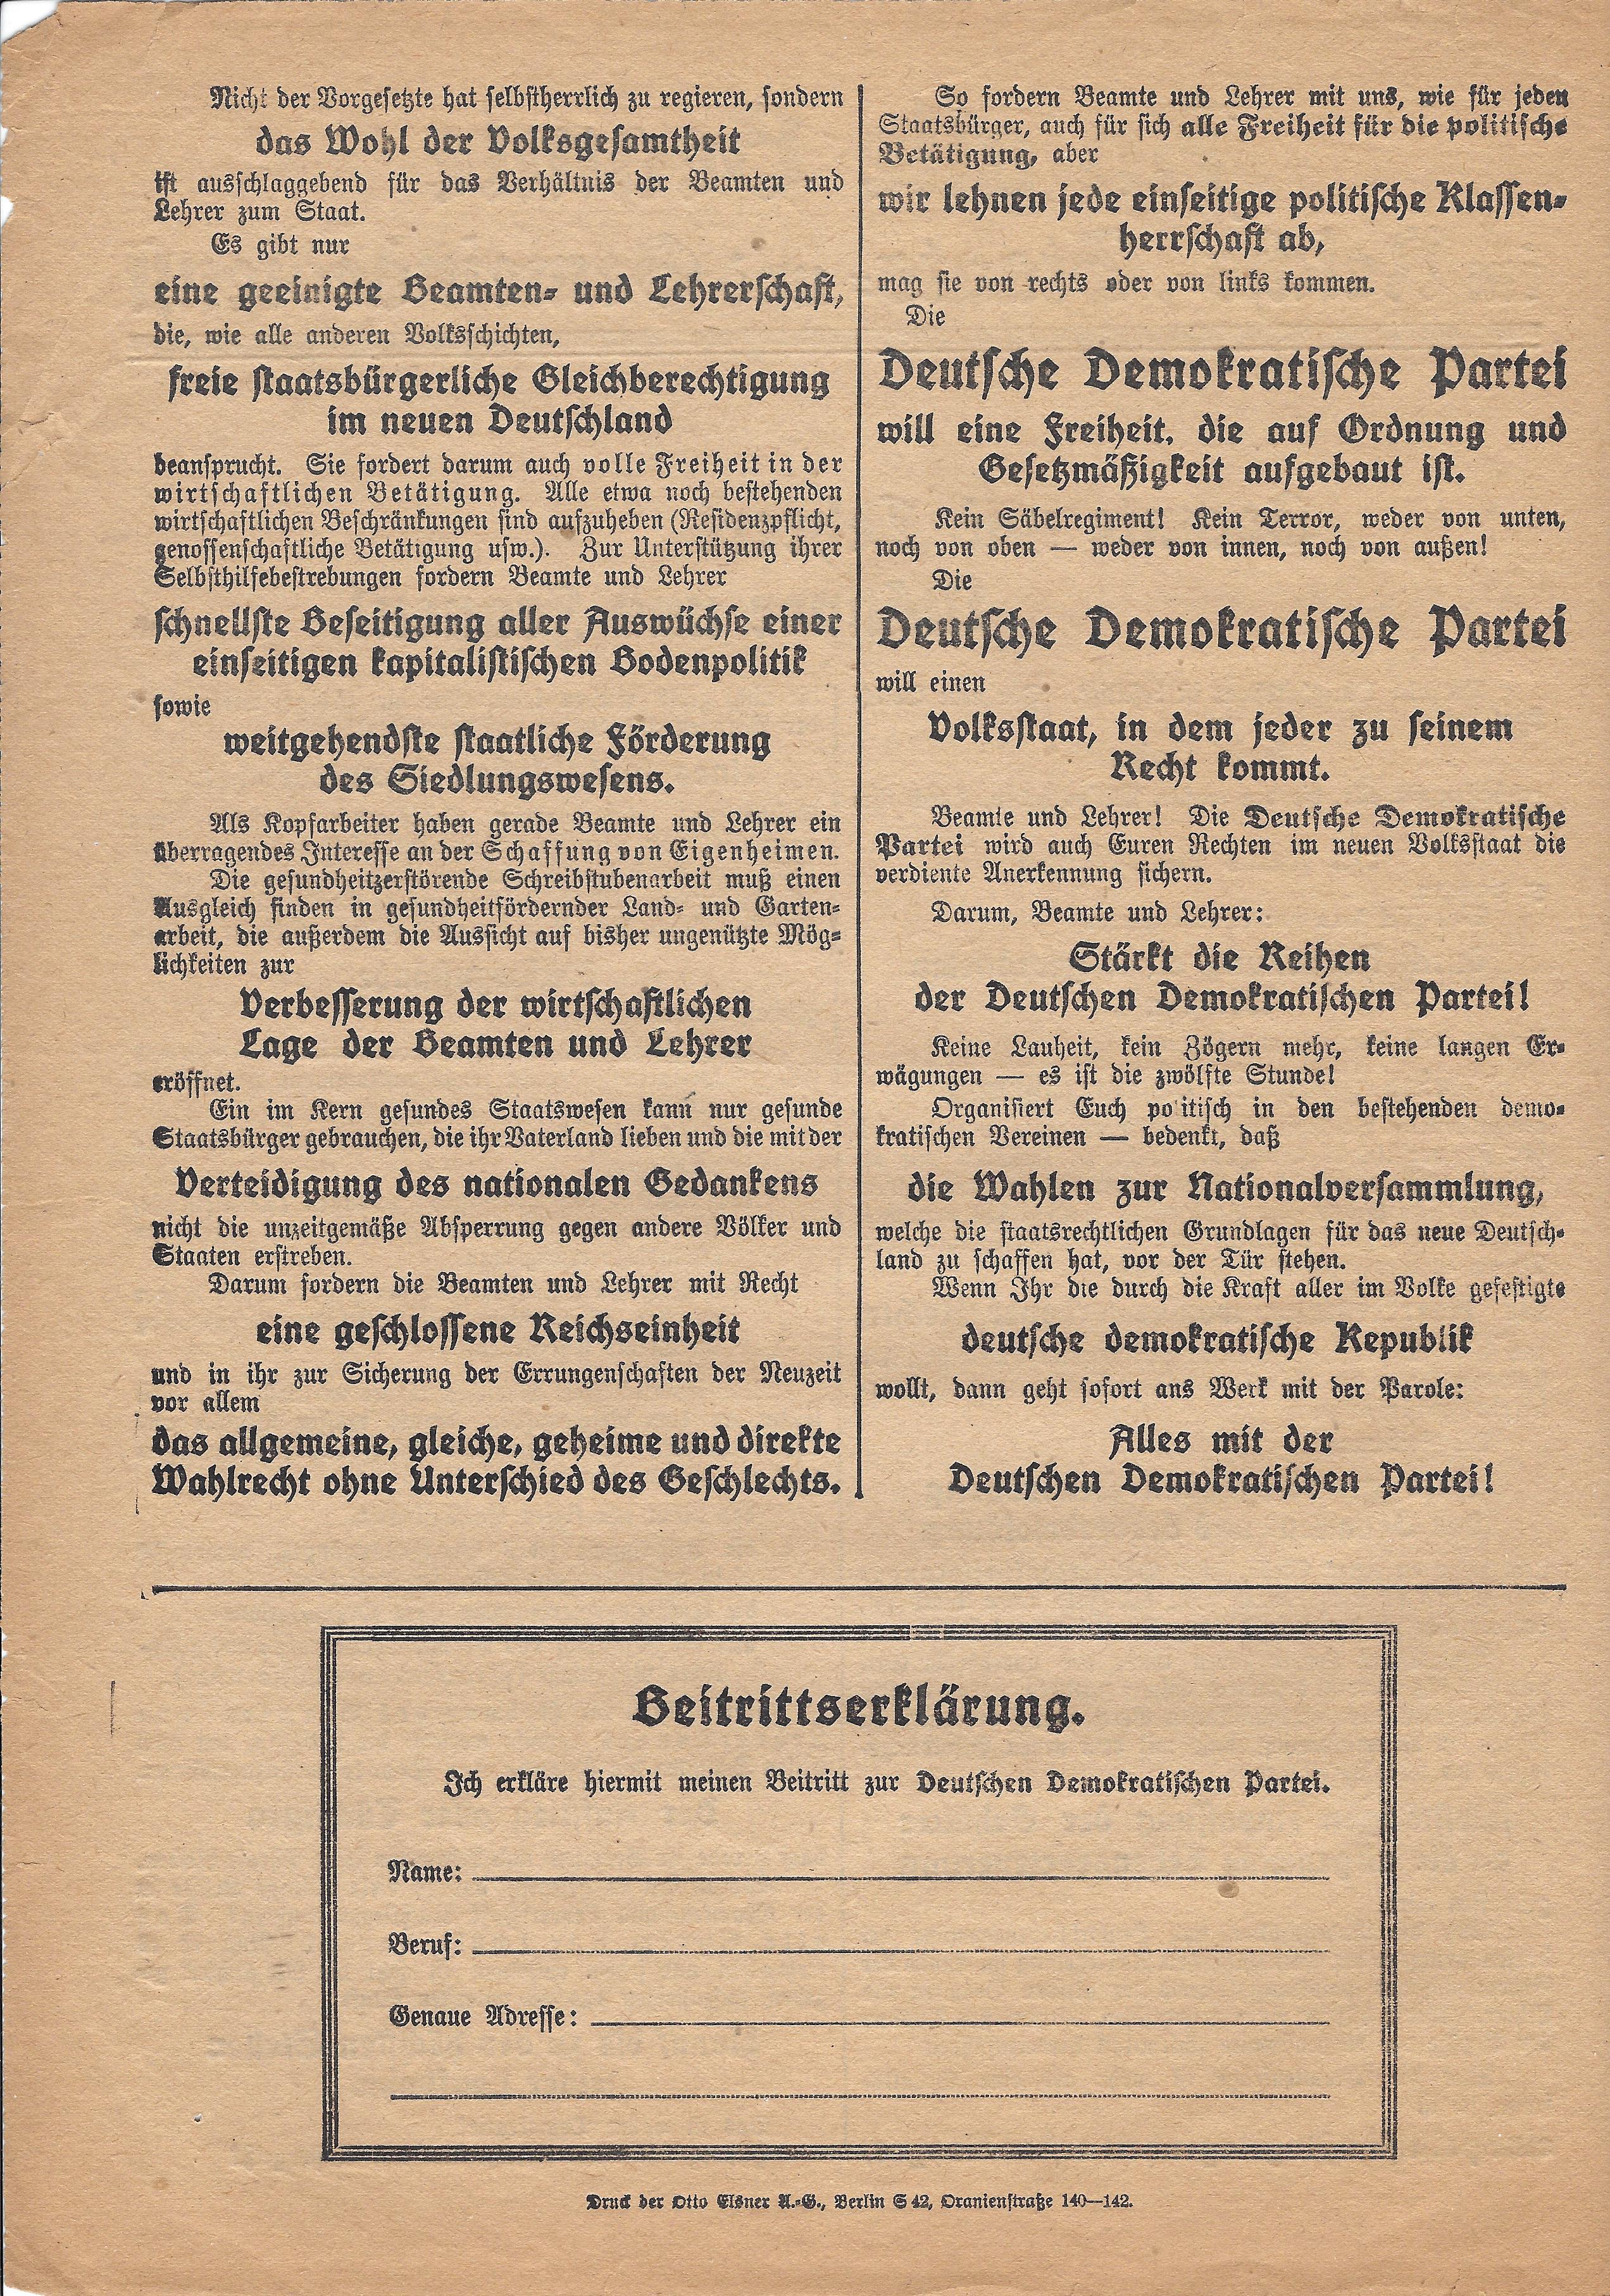 Nicht der Vorgesetzte hat selbstherrlich zu regieren, sondern
das Wohl der Volksgesamtheit
ist ausschlaggebend für das Verhältnis der Beamten und
Lehrer zum Staat.
Es gibt nur
eine geeinigte Beamten- und Lehrerschaft,
die, wie alle anderen Volksschichten,
freie staatsbürgerliche Gleichberechtigung
im neuen Deutschland
beansprucht. Sie fordert darum auch volle Freiheit in der
wirtschaftlichen Betätigung. Alle etwa noch bestehenden
wirtschaftlichen Beschränkungen sind aufzuheben (Residenzpflicht,
genossenschaftliche Betätigung usw.). Zur Unterstützung ihrer
Selbsthilfebestrebungen fordern Beamte und Lehrer
schnellste Beseitigung aller Auswüchse einer
einseitigen kapitalistischen Bodenpolitik
sowie
weitgehendste staatliche Förderung
des Siedlungswesens.
Als Kopfarbeiter haben gerade Beamte und Lehrer ein
überragendes Interesse an der Schaffung von Eigenheimen.
Die gesundheitzerstörende Schreibstubenarbeit muß einen
Ausgleich finden in gesundheitfördernder Land- und Garten-
arbeit, die außerdem die Aussicht auf bisher ungenützte Mög-
lichkeiten zur
Verbesserung der wirtschaftlichen
Lage der Beamten und Lehrer
eröffnet.
Ein im Kern gesundes Staatswesen kann nur gesunde
Staatsbürger gebrauchen, die ihr Vaterland lieben und die mit der
Verteidigung des nationalen Gedankens
nicht die unzeitgemäße Absperrung gegen andere Völker und
Staaten erstreben.
Darum fordern die Beamten und Lehrer mit Recht
eine geschlossene Reichseinheit
und in ihr zur Sicherung der Errungenschaften der Neuzeit
vor allem
das allgemeine, gleiche, geheime und direkte
Wahlrecht ohne Unterschied des Geschlechts.
So fordern Beamte und Lehrer mit uns, wie für jeden
Staatsbürger, auch für sich alle Freiheit für die politische
Betätigung, aber
wir lehnen jede einseitige politische Klassen-
herrschaft ab,
mag sie von rechts oder von links kommen.
Die
Deutsche Demokratische Partei
will eine Freiheit, die auf Ordnung und
Gesetzmäßigkeit aufgebaut ist.
Kein Säbelregiment! Kein Terror, weder von unten,
noch von oben — weder von innen, noch von außen!
Die
Deutsche Demokratische Partei
will einen
Volksstaat, in dem jeder zu seinem
Recht kommt.
Beamte und Lehrer! Die Deutsche Demokratische
Partei wird auch Euren Rechten im neuen Volksstaat die
verdiente Anerkennung sichern.
Darum, Beamte und Lehrer:
Stärkt die Reihen
der Deutschen Demokratischen Partei!
Keine Lauheit, kein Zögern mehr, keine langen Er-
wägungen — es ist die zwölfte Stunde!
Organisiert Euch politisch in den bestehenden demo-
kratischen Vereinen — bedenkt, daß
die Wahlen zur Nationalversammlung,
welche die staatsrechtlichen Grundlagen für das neue Deutsch-
land zu schaffen hat, vor der Tür stehen.
Wenn Ihr die durch die Kraft aller im Volke gefestigte
deutsche demokratische Republik
wollt, dann geht sofort ans Werk mit der Parole:
Alles mit der
Deutschen Demokratischen Partei!
Beitrittserklärung.
Ich erkläre hiermit meinen Beitritt zur Deutschen Demokratischen Partei.
Name:
Beruf:
Genaue Adresse:
Druck der Otto Elsner A.-G., Berlin S 42, Oranienstraße 140—142.